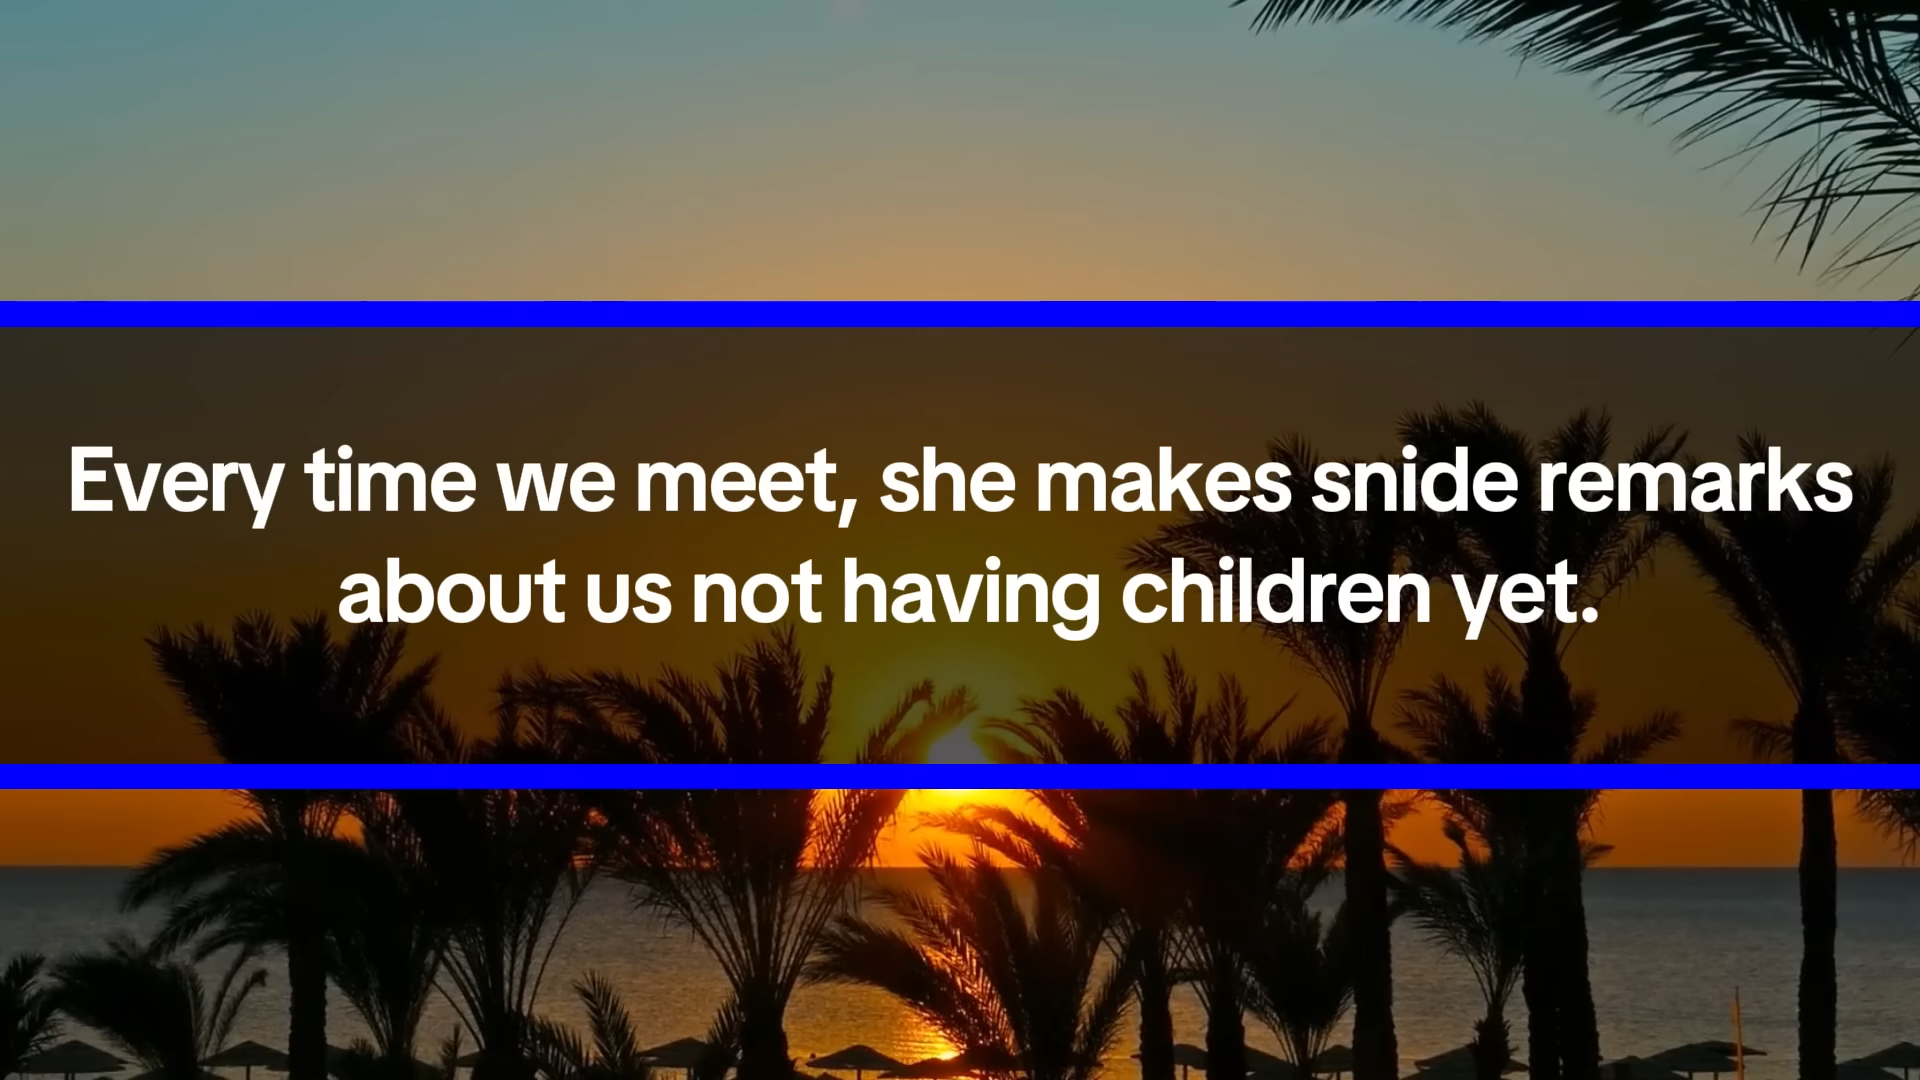 Every time we meet, she makes snide remarks
about us not having children yet.